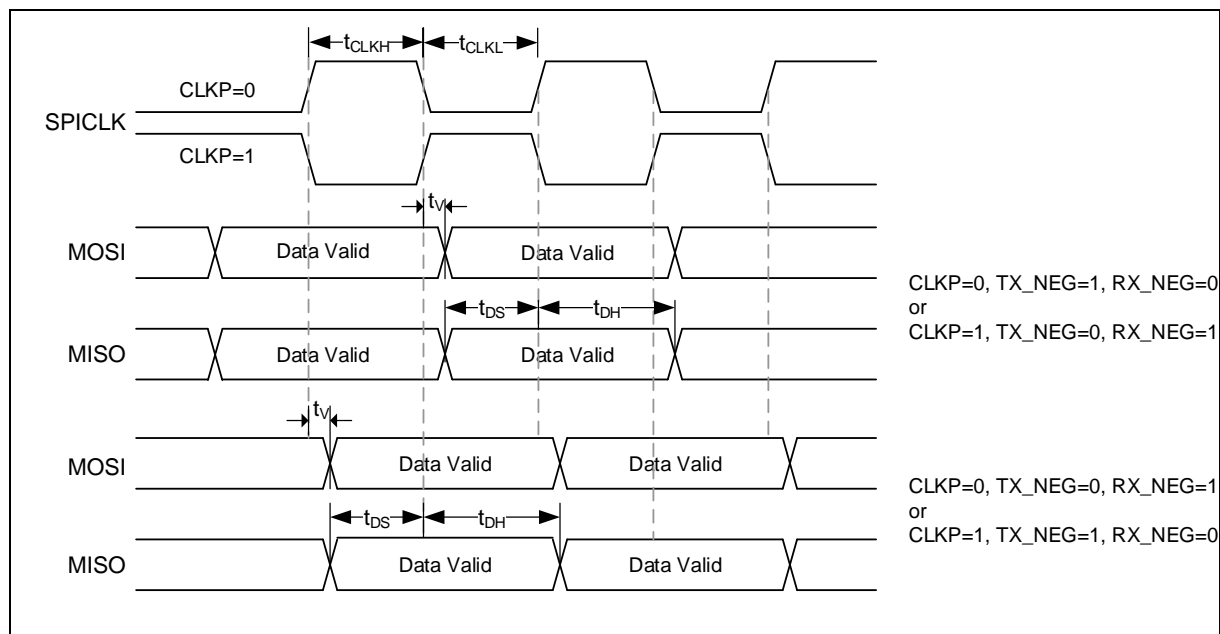 tCLKH
tCLKL
CLKP=0
SPICLK
CLKP=1
tV
MOSI
Data Valid
Data Valid
CLKP=0, TX_NEG=1, RX_NEG=0
or
CLKP=1, TX_NEG=0, RX_NEG=1
tDS
tDH
MISO
Data Valid
Data Valid
tV
MOSI
Data Valid
Data Valid
CLKP=0, TX_NEG=0, RX_NEG=1
or
CLKP=1, TX_NEG=1, RX_NEG=0
tDS
tDH
MISO
Data Valid
Data Valid